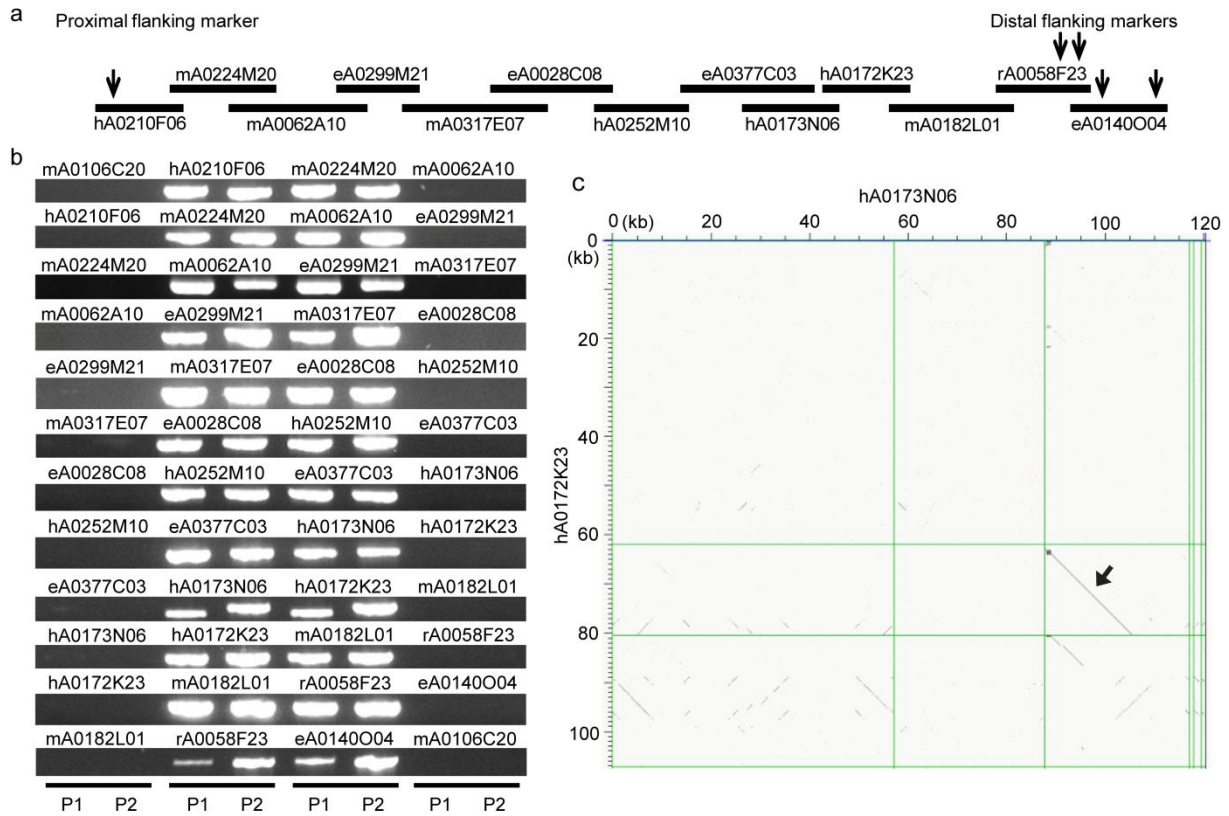 a
Proximal flanking marker
Distal flanking markers
mA0224M20 eA0299M21 eA0028C08 eA0377C03 hA0172K23 rA0058F23
hA0210F06 mA0062A10 mA0317E07 hA0252M10 hA0173N06 mA0182L01 eA0140O04
b
mA0106C20 hA0210F06 mA0224M20 mA0062A10
hA0210F06 mA0224M20 mA0062A10 eA0299M21
mA0224M20 mA0062A10 eA0299M21 mA0317E07
mA0062A10 eA0299M21 mA0317E07 eA0028C08
eA0299M21 mA0317E07 eA0028C08 hA0252M10
mA0317E07 eA0028C08 hA0252M10 eA0377C03
eA0028C08 hA0252M10 eA0377C03 hA0173N06
hA0252M10 eA0377C03 hA0173N06 hA0172K23
eA0377C03 hA0173N06 hA0172K23 mA0182L01
hA0173N06 hA0172K23 mA0182L01 rA0058F23
hA0172K23 mA0182L01 rA0058F23 eA0140O04
mA0182L01 rA0058F23 eA0140O04 mA0106C20
P1 P2 P1 P2 P1 P2 P1 P2
c
hA0173N06
0 (kb) 20 40 60 80 100 120
0
(kb)
20
40
60
80
100
hA0172K23